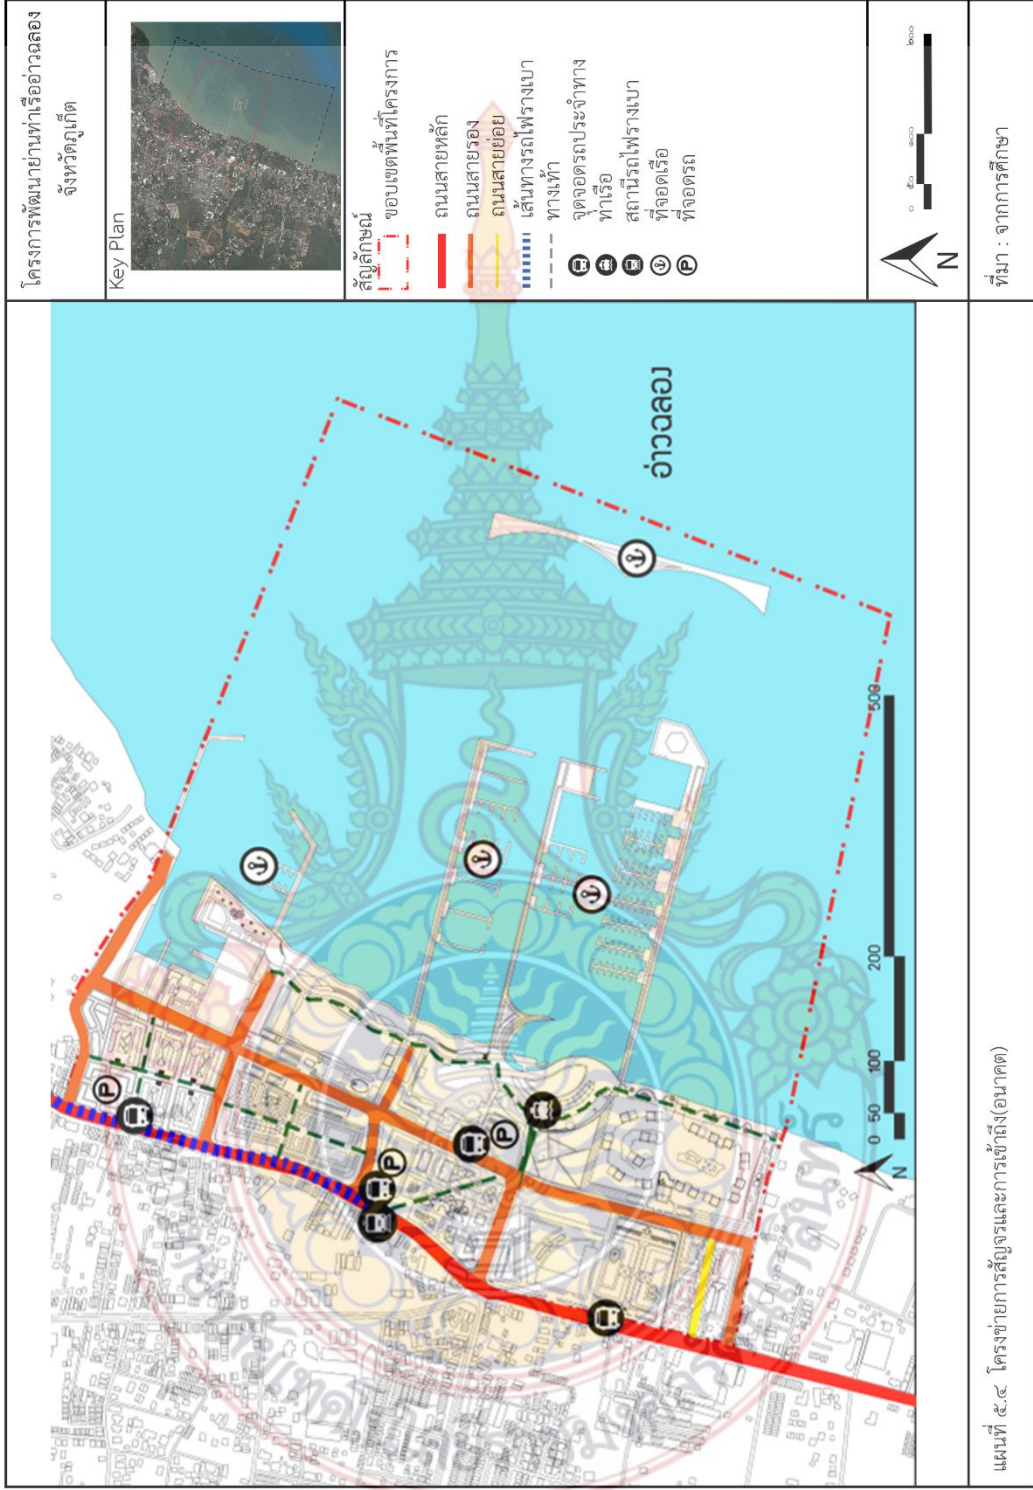 โครงการพัฒนาย่านท่าเรืออ่าวฉลอง
จังหวัดภูเก็ต
Key Plan
สัญลักษณ์
ขอบเขตพื้นที่โครงการ
ถนนสายหลัก
ถนนสายรอง
ถนนสายย่อย
เส้นทางรถไฟรางเบา
ทางเท้า
จุดจอดรถประจำทาง
ท่าเรือ
สถานีรถไฟรางเบา
ที่จอดเรือ
ที่จอดรถ
P
๐ ๕๐ ๑๐๐ ๒๐๐
N
ที่มา : จากการศึกษา
อ่าวฉลอง
P
P
P
0 50 100 200 500
N
แผนที่ ๕.๔ โครงข่ายการสัญจรและการเข้าถึง(อนาคต)